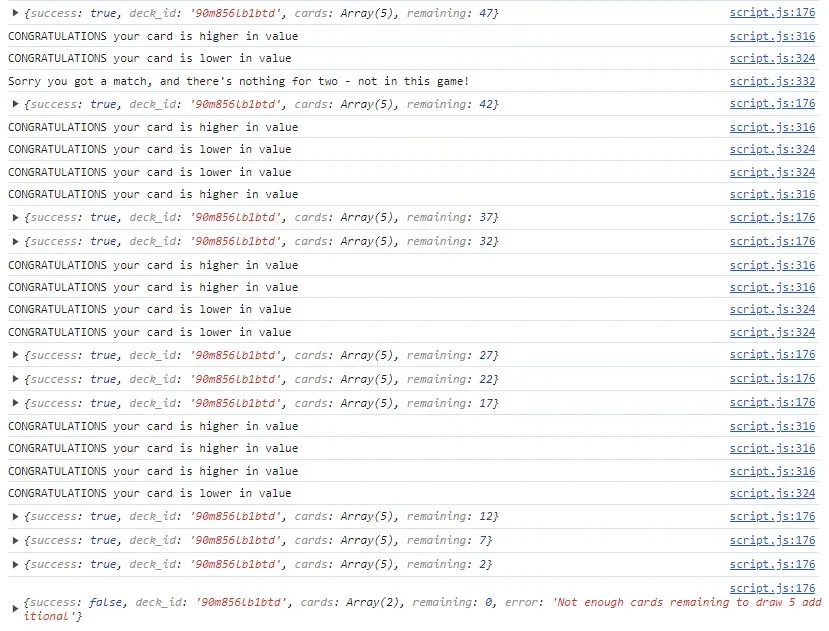 ▶ {success: true, deck_id: '90m856lb1btd', cards: Array(5), remaining: 47} script.js:176
CONGRATULATIONS your card is higher in value script.js:316
CONGRATULATIONS your card is lower in value script.js:324
Sorry you got a match, and there's nothing for two - not in this game! script.js:332
▶ {success: true, deck_id: '90m856lb1btd', cards: Array(5), remaining: 42} script.js:176
CONGRATULATIONS your card is higher in value script.js:316
CONGRATULATIONS your card is lower in value script.js:324
CONGRATULATIONS your card is lower in value script.js:324
CONGRATULATIONS your card is higher in value script.js:316
▶ {success: true, deck_id: '90m856lb1btd', cards: Array(5), remaining: 37} script.js:176
▶ {success: true, deck_id: '90m856lb1btd', cards: Array(5), remaining: 32} script.js:176
CONGRATULATIONS your card is higher in value script.js:316
CONGRATULATIONS your card is higher in value script.js:316
CONGRATULATIONS your card is lower in value script.js:324
CONGRATULATIONS your card is lower in value script.js:324
▶ {success: true, deck_id: '90m856lb1btd', cards: Array(5), remaining: 27} script.js:176
▶ {success: true, deck_id: '90m856lb1btd', cards: Array(5), remaining: 22} script.js:176
▶ {success: true, deck_id: '90m856lb1btd', cards: Array(5), remaining: 17} script.js:176
CONGRATULATIONS your card is higher in value script.js:316
CONGRATULATIONS your card is higher in value script.js:316
CONGRATULATIONS your card is higher in value script.js:316
CONGRATULATIONS your card is lower in value script.js:324
▶ {success: true, deck_id: '90m856lb1btd', cards: Array(5), remaining: 12} script.js:176
▶ {success: true, deck_id: '90m856lb1btd', cards: Array(5), remaining: 7} script.js:176
▶ {success: true, deck_id: '90m856lb1btd', cards: Array(5), remaining: 2} script.js:176
script.js:176
▶ {success: false, deck_id: '90m856lb1btd', cards: Array(2), remaining: 0, error: 'Not enough cards remaining to draw 5 add
itional'}